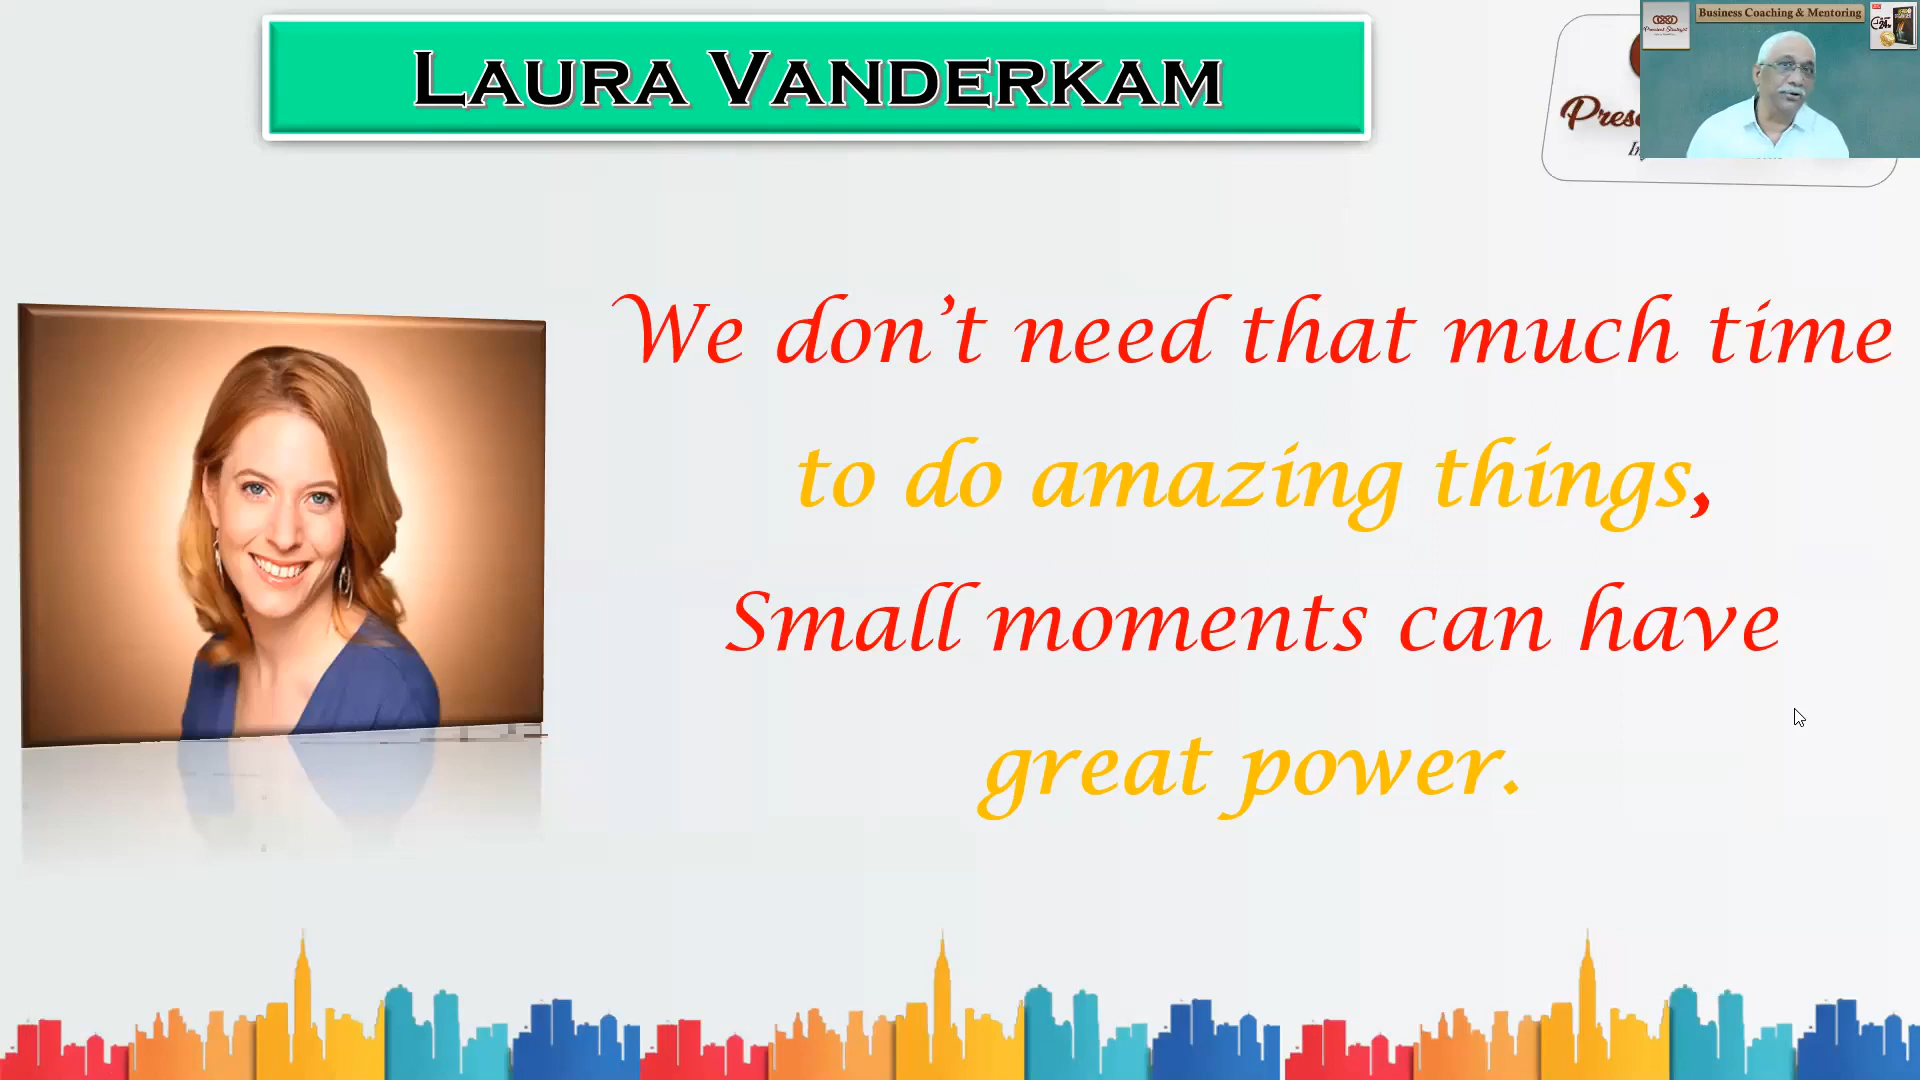 LAURA VANDERKAM
Business Coaching & Mentoring
We don't need that much time
to do amazing things,
Small moments can have
great power.